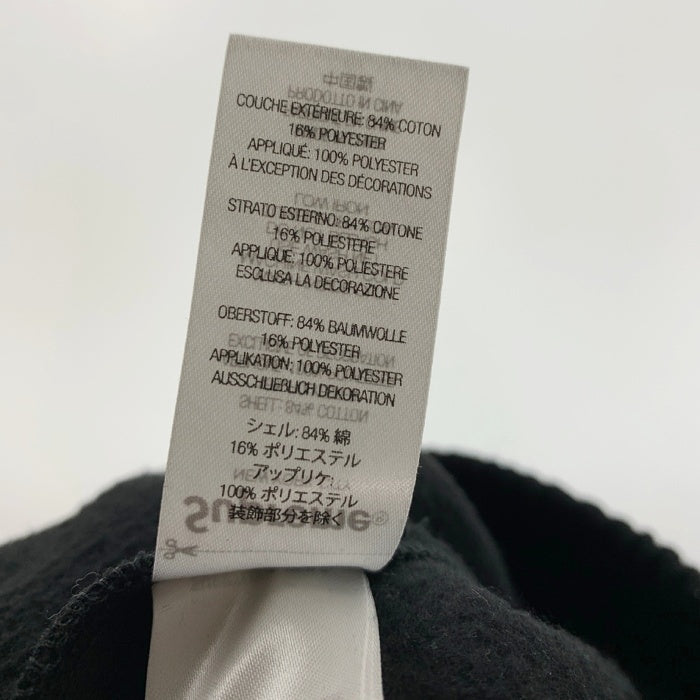 COUCHE EXTÉRIEURE: 84% COTON
16% POLYESTER
APPLIQUÉ: 100% POLYESTER
À L'EXCEPTION DES DÉCORATIONS
STRATO ESTERNO: 84% COTONE
16% POLIESTERE
APPLIQUE: 100% POLIESTERE
ESCLUSA LA DECORAZIONE
OBERSTOFF: 84% BAUMWOLLE
16% POLYESTER
APPLIKATION: 100% POLYESTER
AUSSCHLIEßLICH DEKORATION
シェル: 84% 綿
16% ポリエステル
アップリケ:
100% ポリエステル
装飾部分を除く